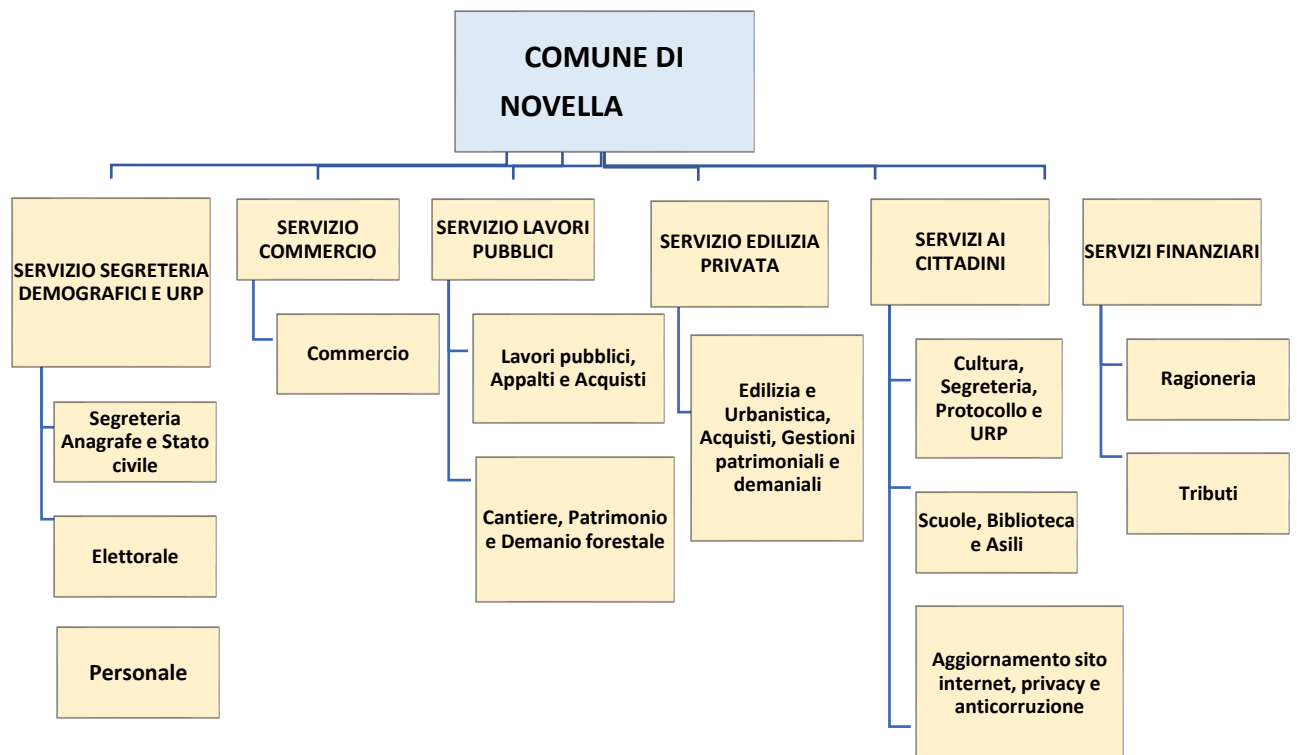 COMUNE DI
NOVELLA
SERVIZIO SEGRETERIA
DEMOGRAFICI E URP
Segreteria
Anagrafe e Stato
civile
Elettorale
Personale
SERVIZIO
COMMERCIO
Commercio
SERVIZIO LAVORI
PUBBLICI
Lavori pubblici,
Appalti e Acquisti
Cantiere, Patrimonio
e Demanio forestale
SERVIZIO EDILIZIA
PRIVATA
Edilizia e
Urbanistica,
Acquisti, Gestioni
patrimoniali e
demaniali
SERVIZI AI
CITTADINI
Cultura,
Segreteria,
Protocollo e
URP
Scuole, Biblioteca
e Asili
Aggiornamento sito
internet, privacy e
anticorruzione
SERVIZI FINANZIARI
Ragioneria
Tributi